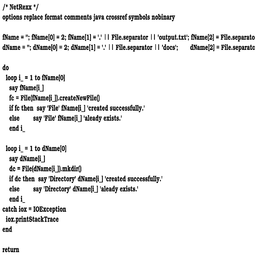 /* NetRexx */
options replace format comments java crossref symbols nobinary
fName = ''; fName[0] = 2; fName[1] = '.' || File.separator || 'output.txt'; fName[2] = File.separato
dName = ''; dName[0] = 2; dName[1] = '.' || File.separator || 'docs'; dName[2] = File.separato
do
loop i_ = 1 to fName[0]
say fName[i_]
fc = File(fName[i_]).createNewFile()
if fc then say 'File' fName[i_] 'created successfully.'
else say 'File' fName[i_] 'aleady exists.'
end i_
loop i_ = 1 to dName[0]
say dName[i_]
dc = File(dName[i_]).mkdir()
if dc then say 'Directory' dName[i_] 'created successfully.'
else say 'Directory' dName[i_] 'aleady exists.'
end i_
catch iox = IOException
iox.printStackTrace
end
return